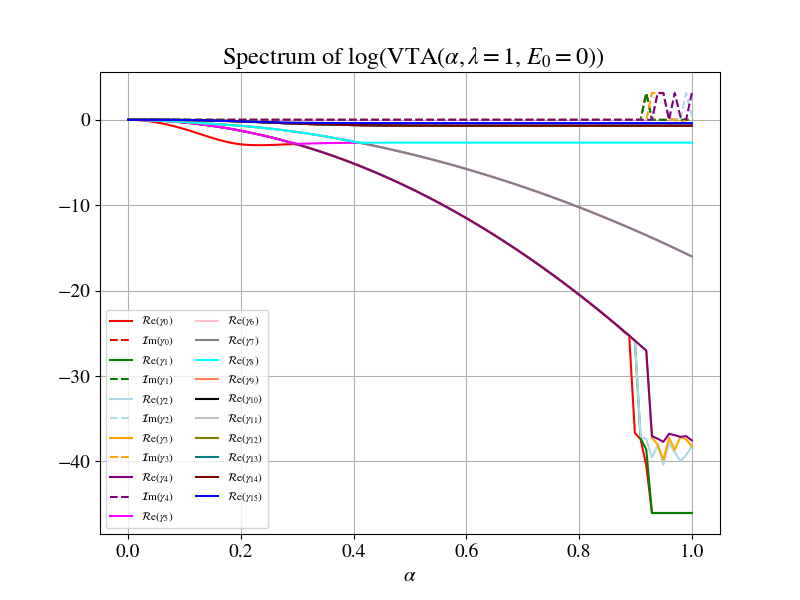 Spectrum of log(VTA(α, λ = 1, E₀ = 0))
0
−10
−20
−30
−40
0.0 0.2 0.4 0.6 0.8 1.0
α
ℛe(γ₀)
ℐm(γ₀)
ℛe(γ₁)
ℐm(γ₁)
ℛe(γ₂)
ℐm(γ₂)
ℛe(γ₃)
ℐm(γ₃)
ℛe(γ₄)
ℐm(γ₄)
ℛe(γ₅)
ℛe(γ₆)
ℛe(γ₇)
ℛe(γ₈)
ℛe(γ₉)
ℛe(γ₁₀)
ℛe(γ₁₁)
ℛe(γ₁₂)
ℛe(γ₁₃)
ℛe(γ₁₄)
ℛe(γ₁₅)